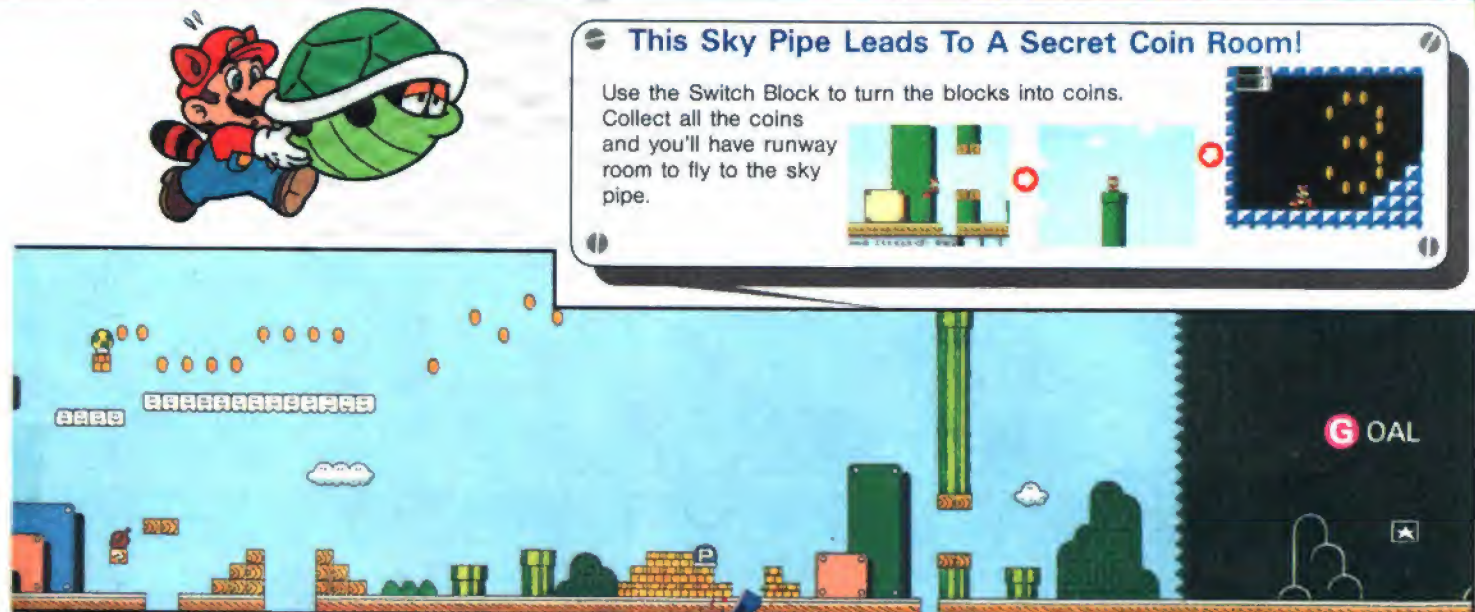 This Sky Pipe Leads To A Secret Coin Room!
Use the Switch Block to turn the blocks into coins.
Collect all the coins
and you'll have runway
room to fly to the sky
pipe.
GOAL
P